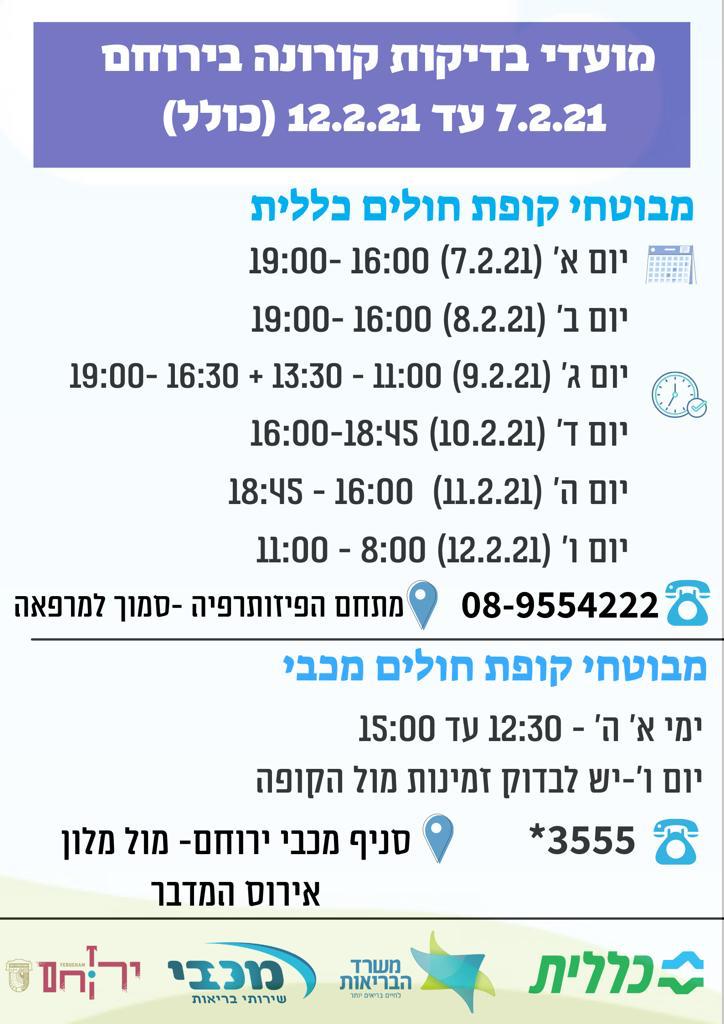 מועדי בדיקות קורונה בירוחם
7.2.21 עד 12.2.21 (כולל)
מבוטחי קופת חולים כללית
יום א' (7.2.21) 16:00 -19:00
יום ב' (8.2.21) 16:00 -19:00
יום ג' (9.2.21) 11:00 - 13:30 + 16:30 -19:00
יום ד' (10.2.21) 16:00-18:45
יום ה' (11.2.21) 16:00 - 18:45
יום ו' (12.2.21) 8:00 - 11:00
08-9554222 מתחם הפיזותרפיה -סמוך למרפאה
מבוטחי קופת חולים מכבי
ימי א' ה' - 12:30 עד 15:00
יום ו'-יש לבדוק זמינות מול הקופה
*3555 סניף מכבי ירוחם- מול מלון
אירוס המדבר
כללית
משרד
הבריאות
לחיים בריאים יותר
מכבי
שירותי בריאות
ירוחם
YERUCHAM